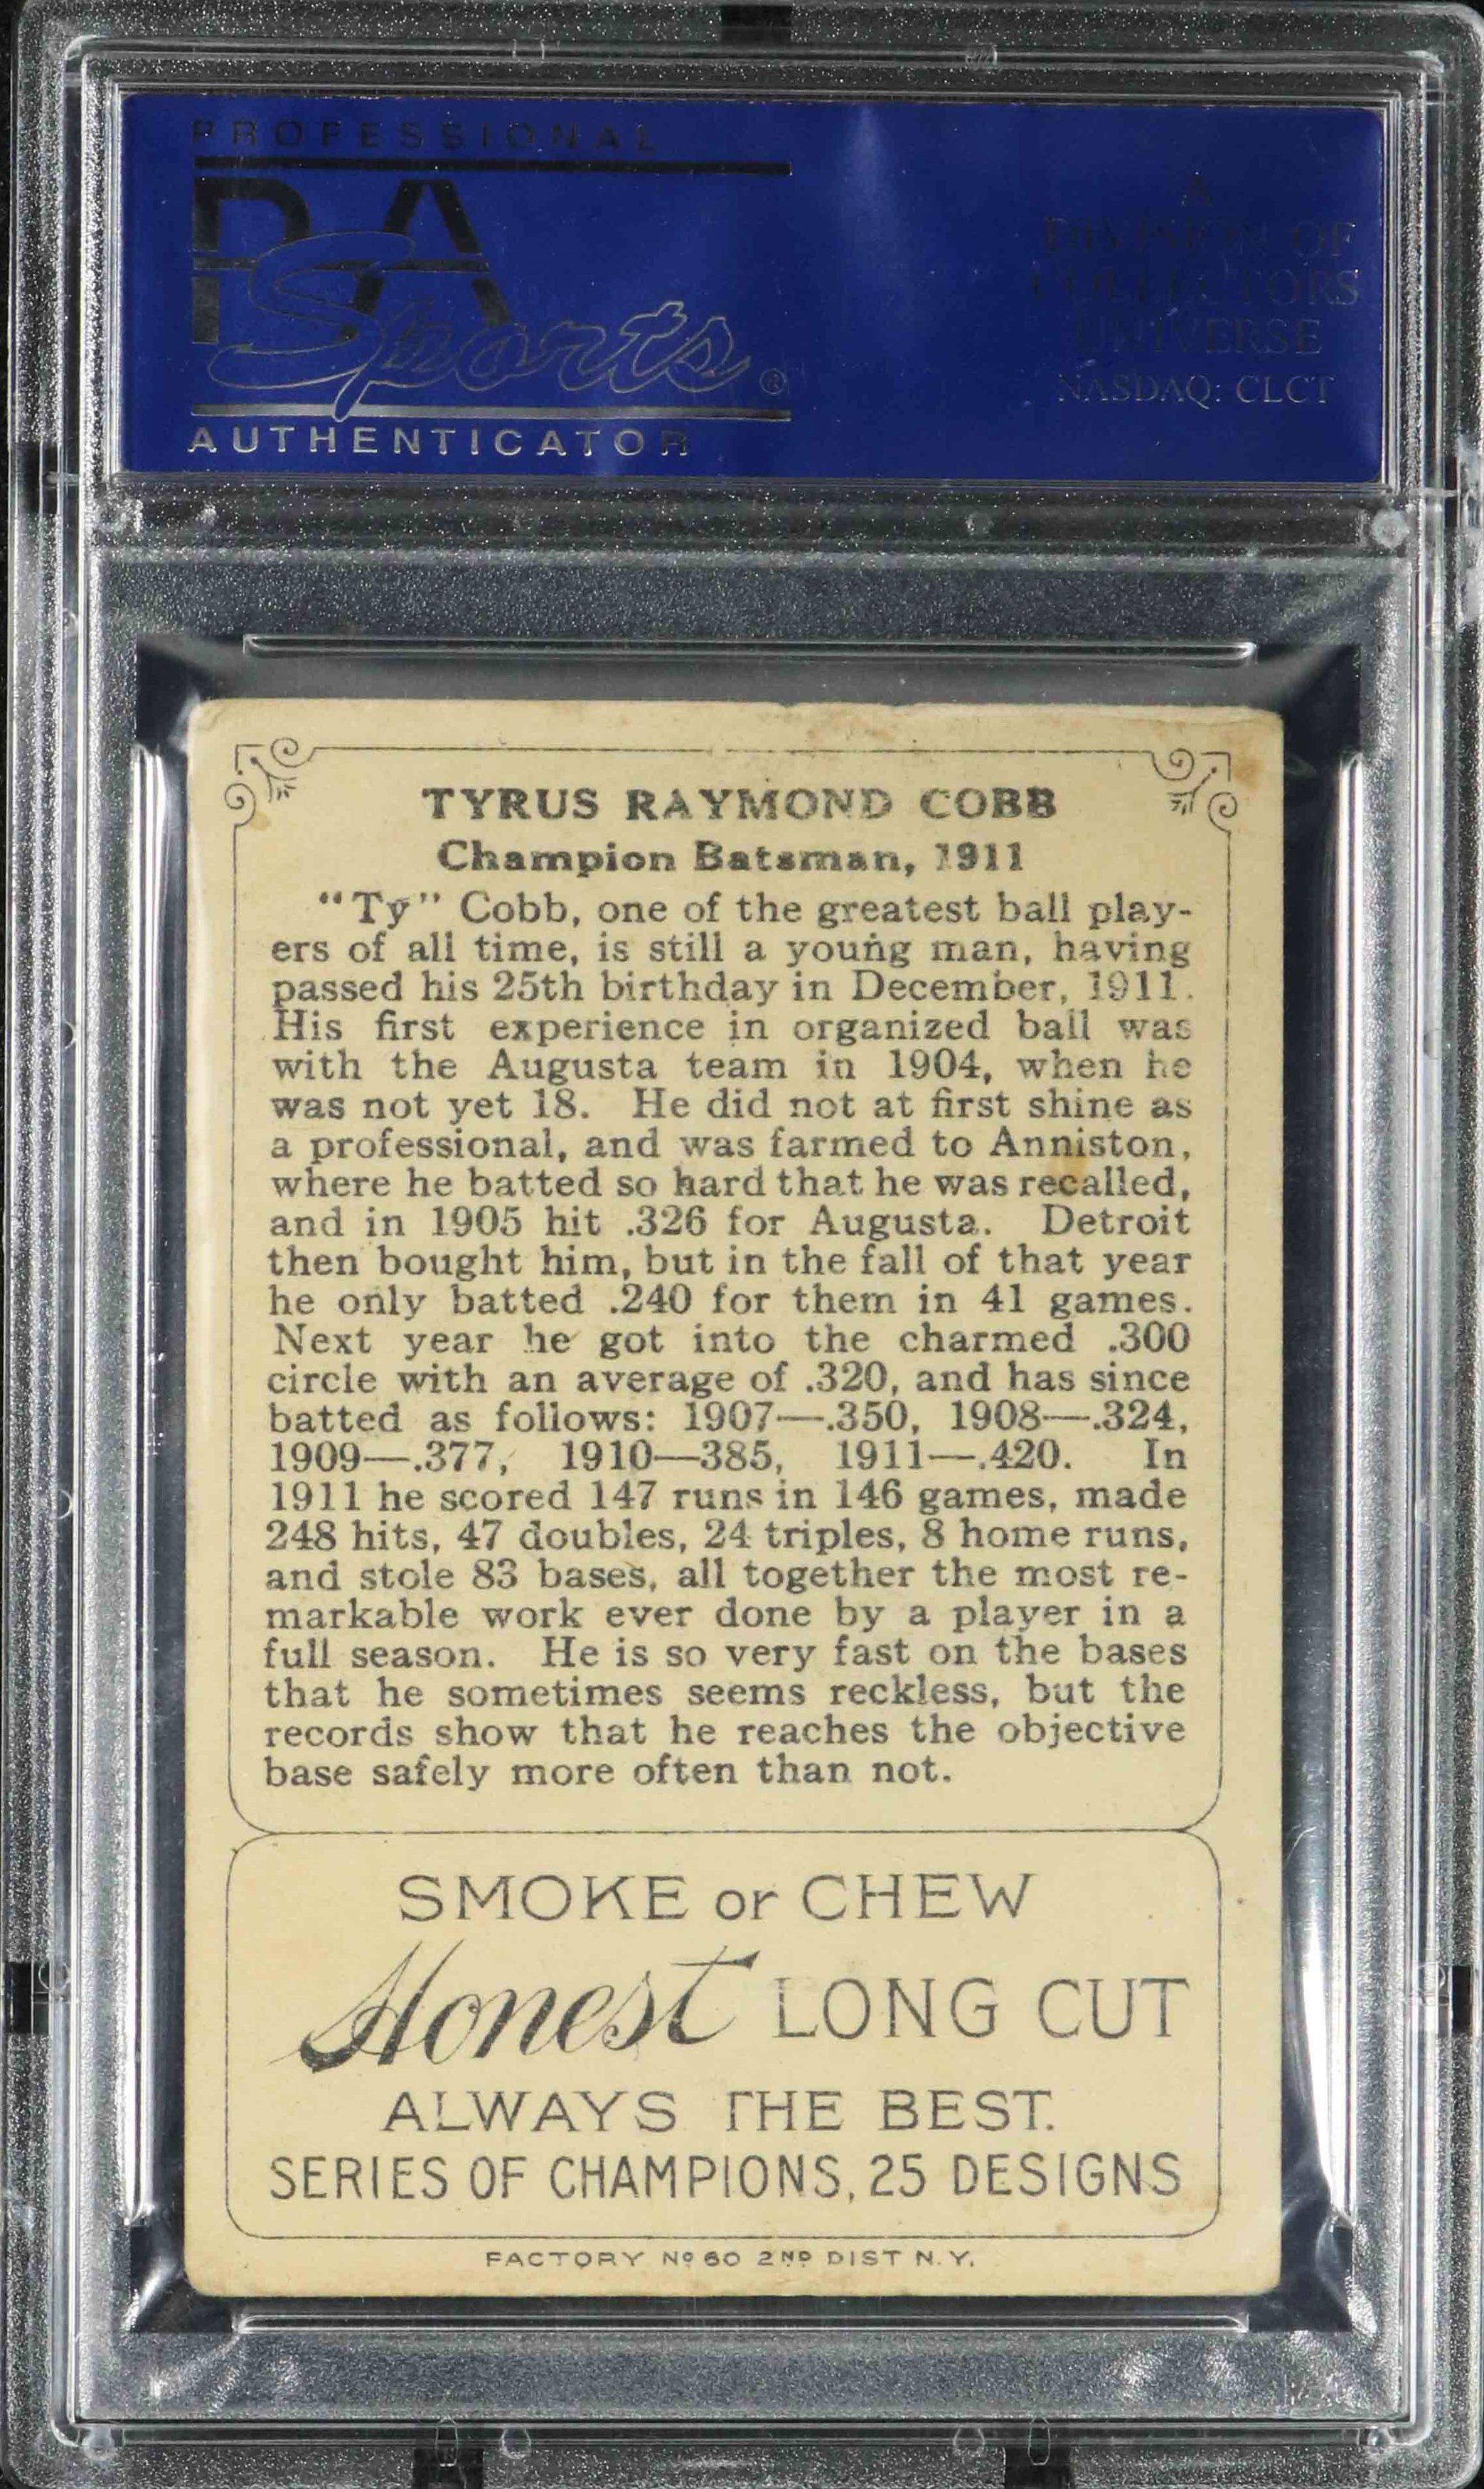 PROFESSIONAL
PSA
Sports®
AUTHENTICATOR
A
DIVISION OF
COLLECTORS
UNIVERSE
NASDAQ: CLCT
TYRUS RAYMOND COBB
Champion Batsman, 1911
"Ty" Cobb, one of the greatest ball play-
ers of all time, is still a young man, having
passed his 25th birthday in December, 1911.
His first experience in organized ball was
with the Augusta team in 1904, when he
was not yet 18. He did not at first shine as
a professional, and was farmed to Anniston,
where he batted so hard that he was recalled,
and in 1905 hit .326 for Augusta. Detroit
then bought him, but in the fall of that year
he only batted .240 for them in 41 games.
Next year he got into the charmed .300
circle with an average of .320, and has since
batted as follows: 1907—.350, 1908—.324,
1909—.377, 1910—385, 1911—.420. In
1911 he scored 147 runs in 146 games, made
248 hits, 47 doubles, 24 triples, 8 home runs,
and stole 83 bases, all together the most re-
markable work ever done by a player in a
full season. He is so very fast on the bases
that he sometimes seems reckless, but the
records show that he reaches the objective
base safely more often than not.
SMOKE or CHEW
Honest LONG CUT
ALWAYS THE BEST.
SERIES OF CHAMPIONS, 25 DESIGNS
FACTORY Nº 60 2ND DIST N.Y.